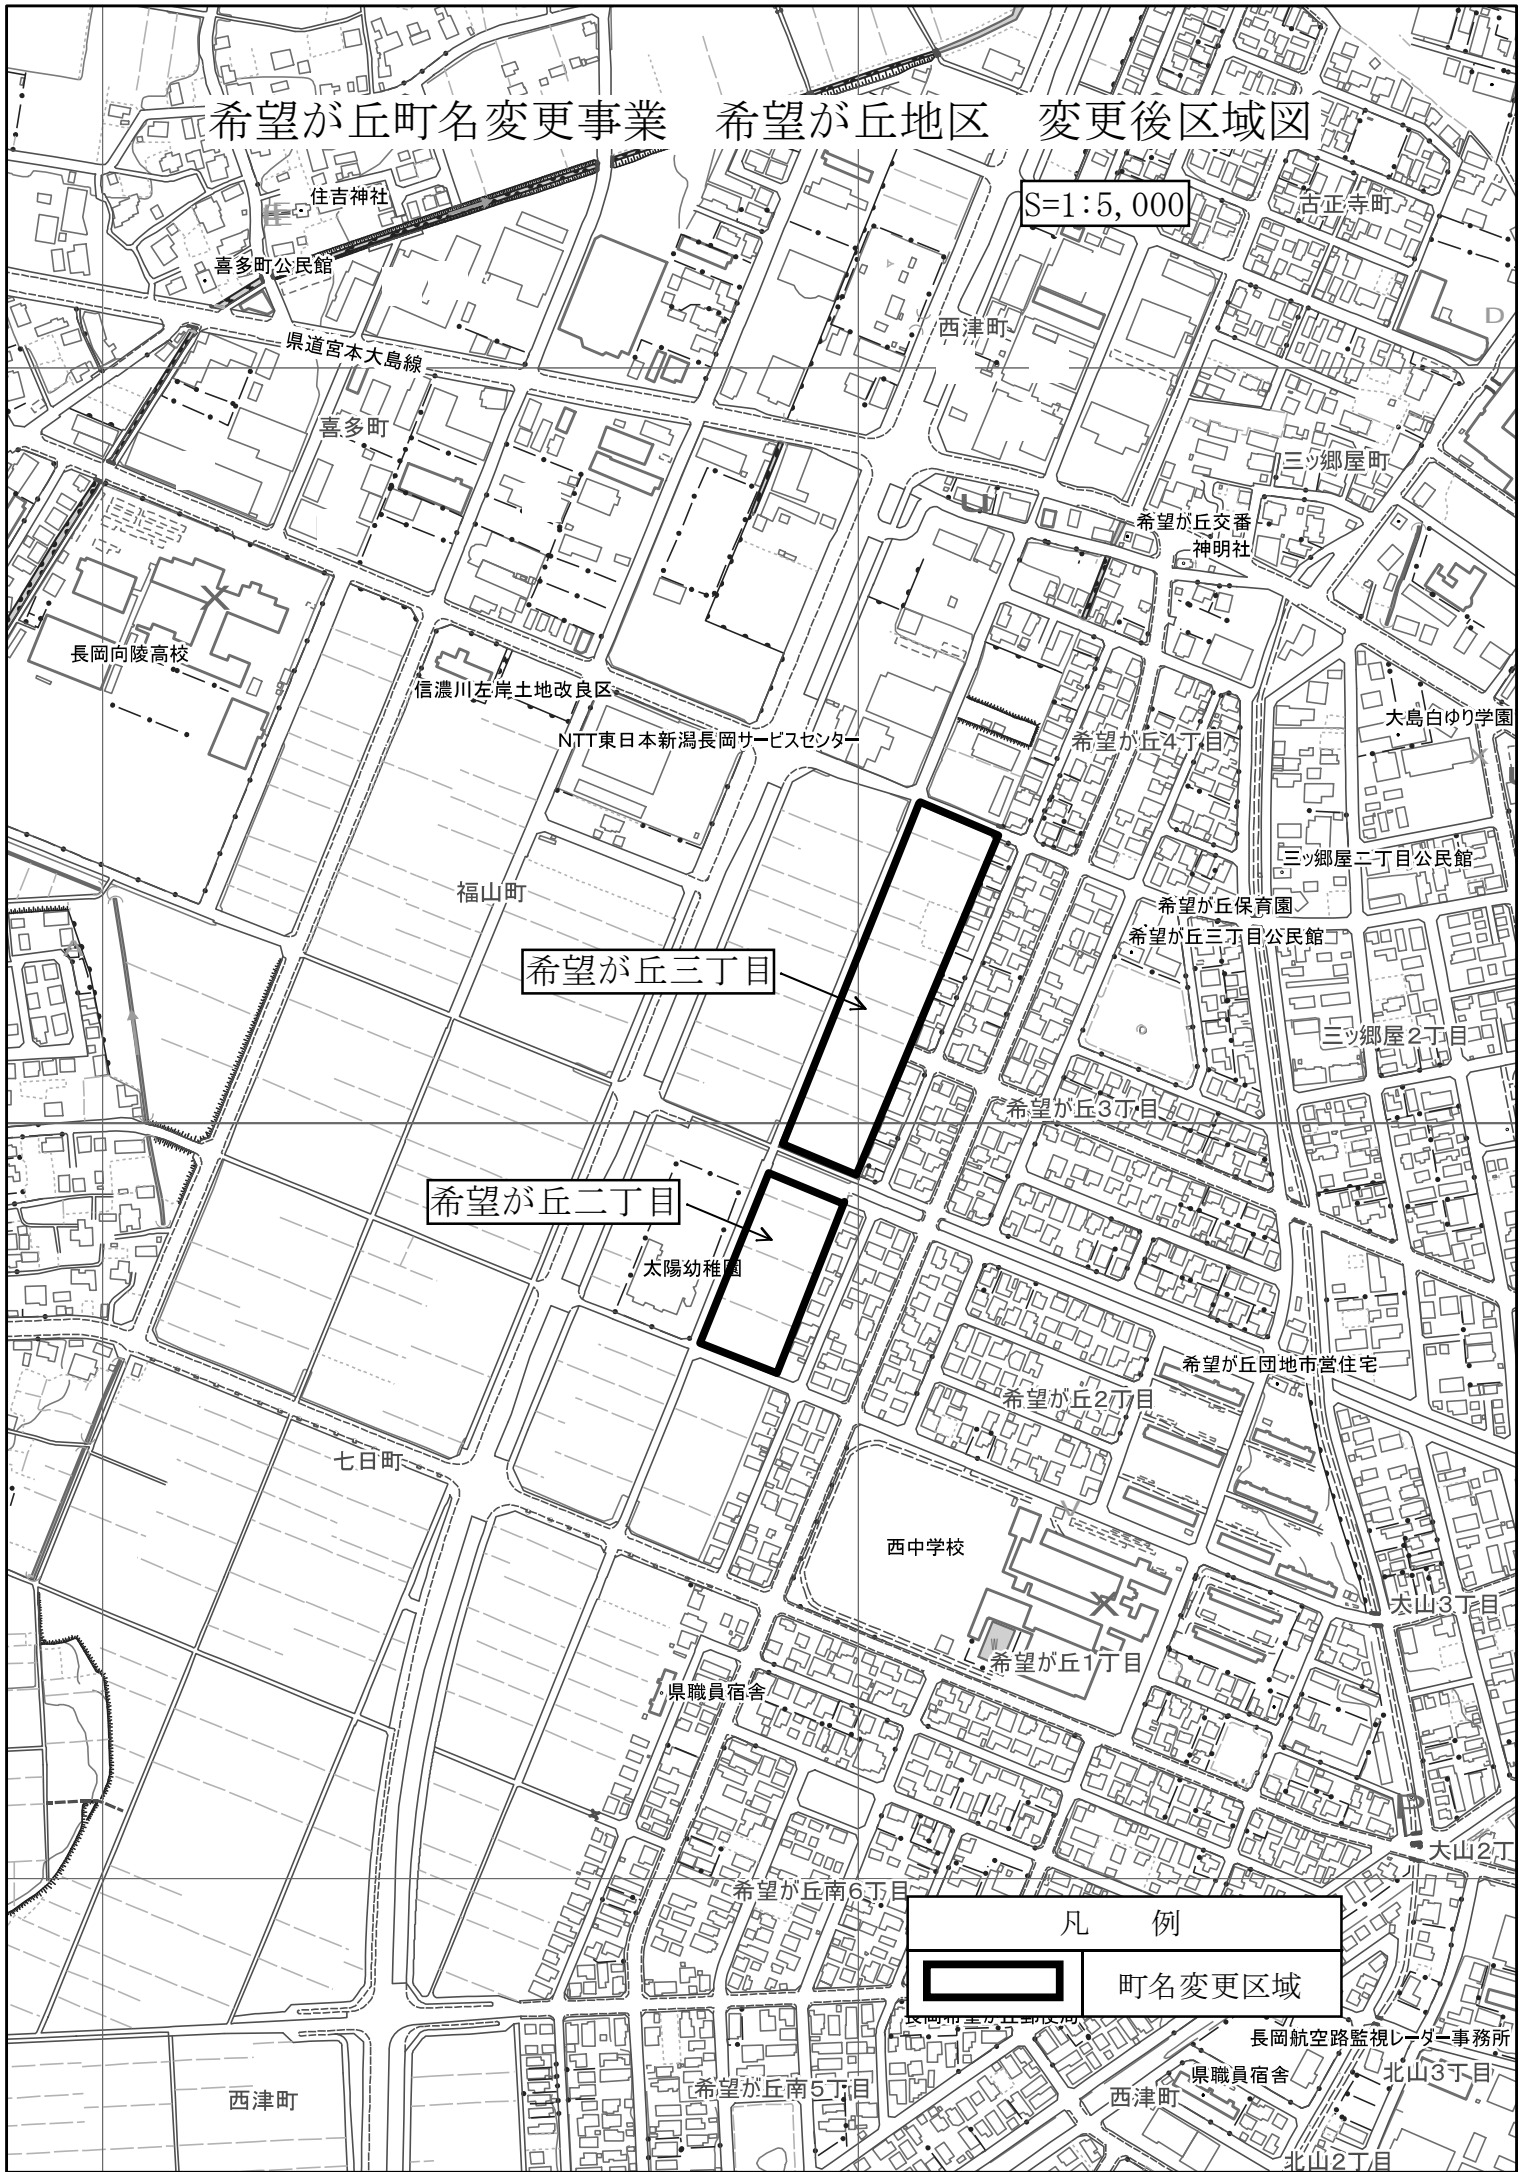 希望が丘町名変更事業　希望が丘地区　変更後区域図
住吉神社
S=1:5,000
古正寺町
喜多町公民館
西津町
県道宮本大島線
喜多町
三ッ郷屋町
希望が丘交番
神明社
長岡向陵高校
信濃川左岸土地改良区
大島白ゆり学園
NTT東日本新潟長岡サービスセンター
希望が丘4丁目
三ッ郷屋二丁目公民館
福山町
希望が丘保育園
希望が丘三丁目公民館
希望が丘三丁目
三ッ郷屋2丁目
希望が丘3丁目
希望が丘二丁目
太陽幼稚園
希望が丘団地市営住宅
希望が丘2丁目
七日町
西中学校
大山3丁目
希望が丘1丁目
県職員宿舎
大山2丁
希望が丘南6丁目
凡　例
町名変更区域
長岡希望が丘郵便局
長岡航空路監視レーダー事務所
県職員宿舎
北山3丁目
希望が丘南5丁目
西津町
西津町
北山2丁目